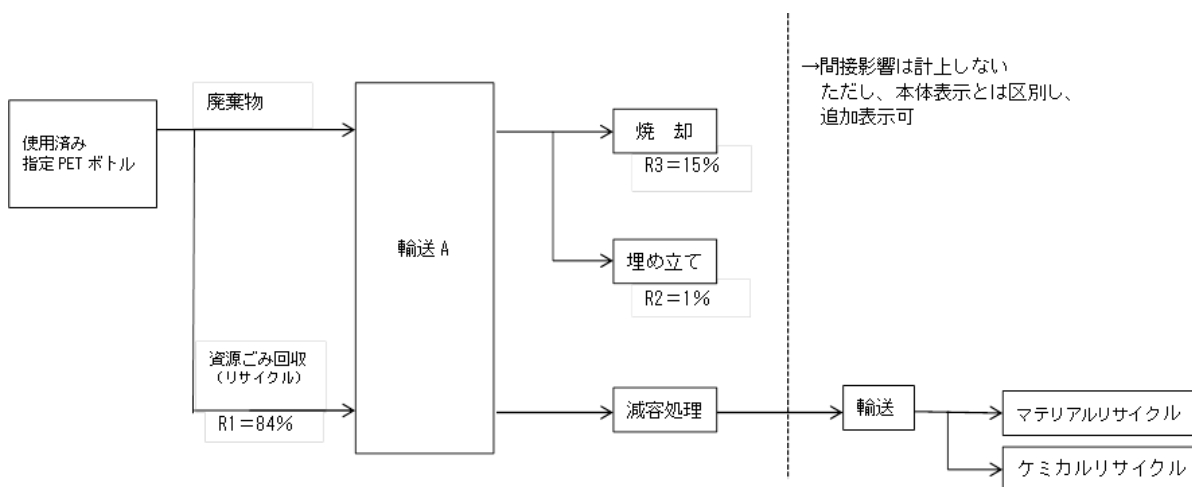 →間接影響は計上しない
ただし、本体表示とは区別し、
追加表示可
廃棄物
使用済み
指定PETボトル
焼　却
R3＝15%
輸送A
埋め立て
R2＝1%
資源ごみ回収
（リサイクル）
R1＝84%
減容処理
輸送
マテリアルリサイクル
ケミカルリサイクル